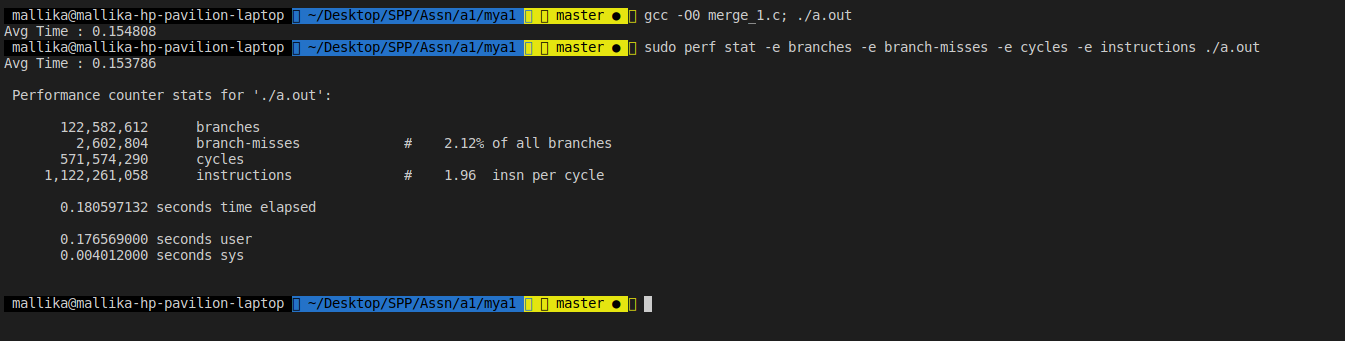 mallika@mallika-hp-pavilion-laptop ~/Desktop/SPP/Assn/a1/mya1 master ● gcc -O0 merge_1.c; ./a.out
Avg Time : 0.154808
mallika@mallika-hp-pavilion-laptop ~/Desktop/SPP/Assn/a1/mya1 master ● sudo perf stat -e branches -e branch-misses -e cycles -e instructions ./a.out
Avg Time : 0.153786
Performance counter stats for './a.out':
122,582,612 branches
2,602,804 branch-misses # 2.12% of all branches
571,574,290 cycles
1,122,261,058 instructions # 1.96 insn per cycle
0.180597132 seconds time elapsed
0.176569000 seconds user
0.004012000 seconds sys
mallika@mallika-hp-pavilion-laptop ~/Desktop/SPP/Assn/a1/mya1 master ●